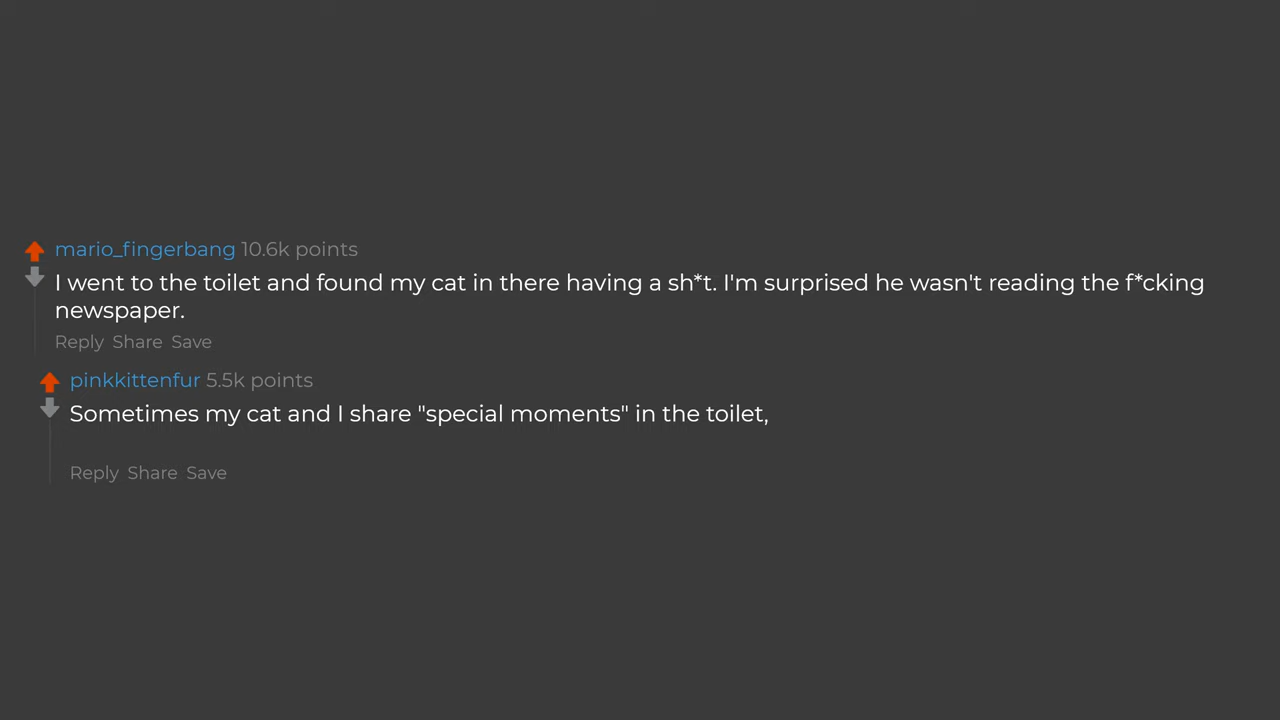 mario_fingerbang 10.6k points
I went to the toilet and found my cat in there having a sh*t. I'm surprised he wasn't reading the f*cking
newspaper.
Reply Share Save
pinkkittenfur 5.5k points
Sometimes my cat and I share "special moments" in the toilet,
Reply Share Save